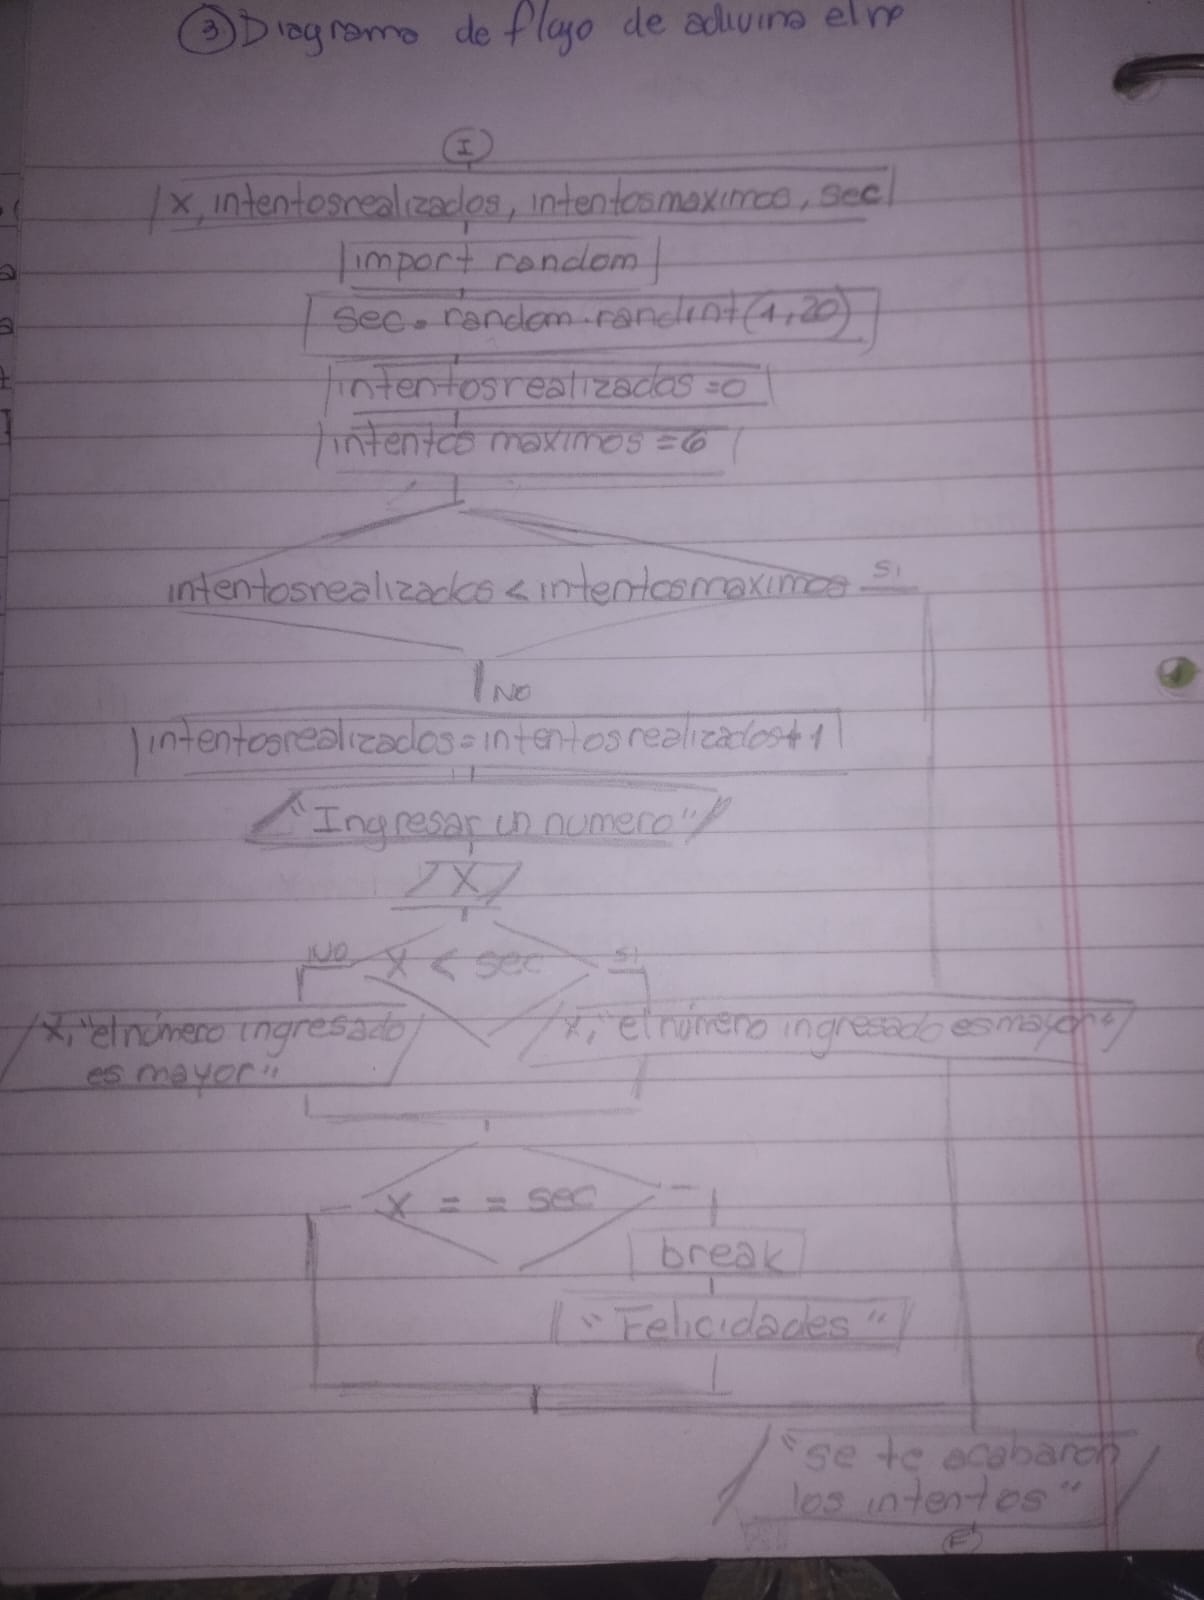 ③ Diagrama de flujo de adivina el nº
I
X, intentosrealizados, intentosmaximos, sec
import random
sec = random.randint(1,20)
intentosrealizados=0
intentos maximos = 6
intentosrealizados < intentosmaximos SI
NO
intentosrealizados = intentosrealizados+1
"Ingresar un numero"
X
NO X < sec SI
X, "el número ingresado es mayor"
X, "el número ingresado
es mayor"
X = = sec
break
"Felicidades"
"se te acabaron
los intentos"
F